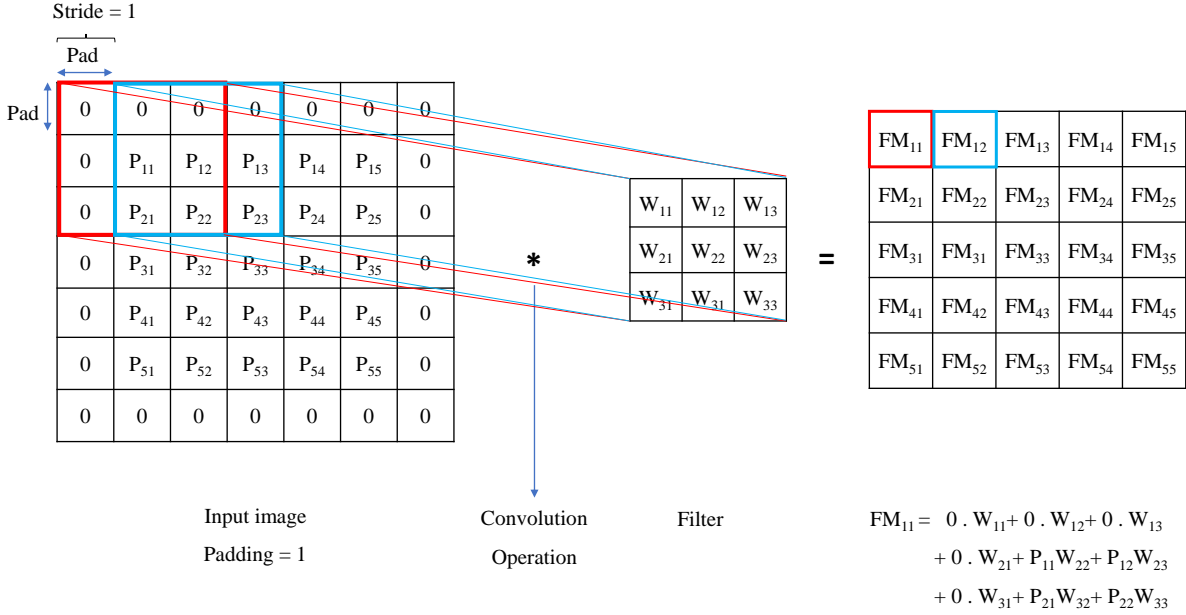 Stride = 1
Pad
Pad
0 0 0 0 0 0 0
0 P₁₁ P₁₂ P₁₃ P₁₄ P₁₅ 0
0 P₂₁ P₂₂ P₂₃ P₂₄ P₂₅ 0
0 P₃₁ P₃₂ P₃₃ P₃₄ P₃₅ 0
0 P₄₁ P₄₂ P₄₃ P₄₄ P₄₅ 0
0 P₅₁ P₅₂ P₅₃ P₅₄ P₅₅ 0
0 0 0 0 0 0 0
*
W₁₁ W₁₂ W₁₃
W₂₁ W₂₂ W₂₃
W₃₁ W₃₁ W₃₃
=
FM₁₁ FM₁₂ FM₁₃ FM₁₄ FM₁₅
FM₂₁ FM₂₂ FM₂₃ FM₂₄ FM₂₅
FM₃₁ FM₃₁ FM₃₃ FM₃₄ FM₃₅
FM₄₁ FM₄₂ FM₄₃ FM₄₄ FM₄₅
FM₅₁ FM₅₂ FM₅₃ FM₅₄ FM₅₅
Input image
Padding = 1
Convolution
Operation
Filter
FM₁₁ = 0 . W₁₁+ 0 . W₁₂+ 0 . W₁₃
+ 0 . W₂₁+ P₁₁W₂₂+ P₁₂W₂₃
+ 0 . W₃₁+ P₂₁W₃₂+ P₂₂W₃₃